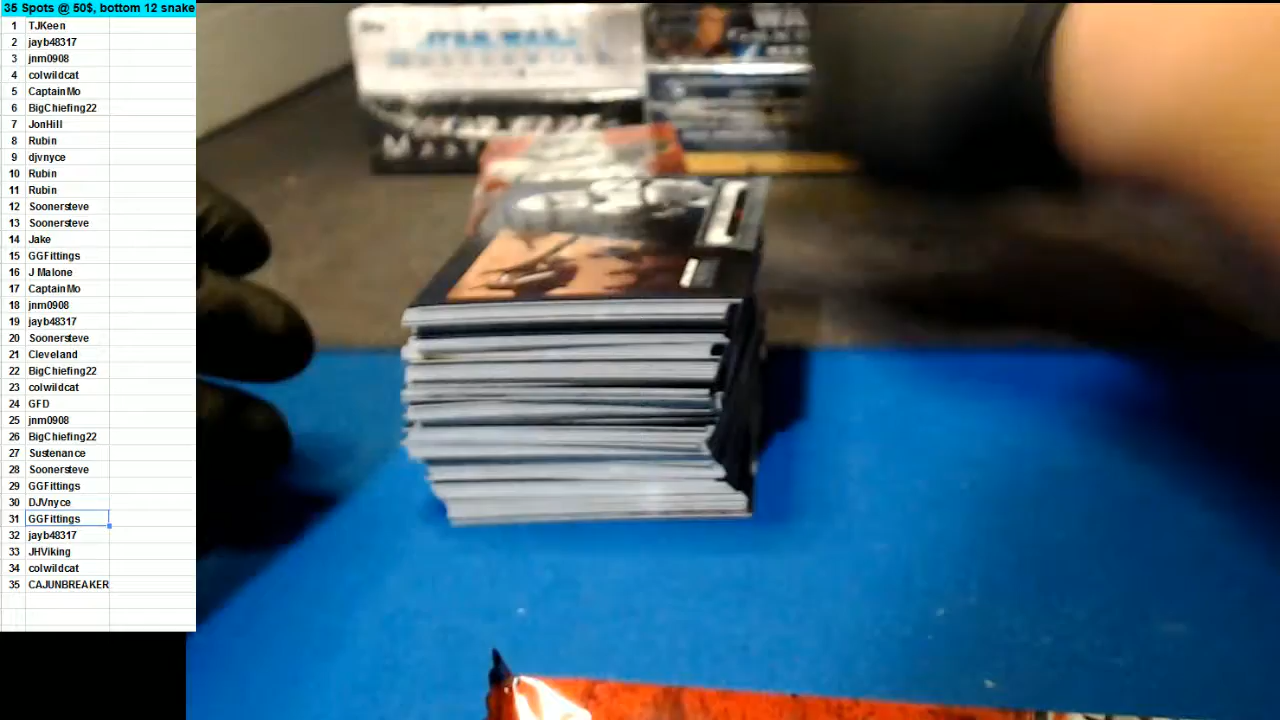 35 Spots @ 50$, bottom 12 snake
1 TJKeen
2 jayb48317
3 jnm0908
4 colwildcat
5 CaptainMo
6 BigChiefing22
7 JonHill
8 Rubin
9 djvnyce
10 Rubin
11 Rubin
12 Soonersteve
13 Soonersteve
14 Jake
15 GGFittings
16 J Malone
17 CaptainMo
18 jnm0908
19 jayb48317
20 Soonersteve
21 Cleveland
22 BigChiefing22
23 colwildcat
24 GFD
25 jnm0908
26 BigChiefing22
27 Sustenance
28 Soonersteve
29 GGFittings
30 DJVnyce
31 GGFittings
32 jayb48317
33 JHViking
34 colwildcat
35 CAJUNBREAKER
STAR WARS